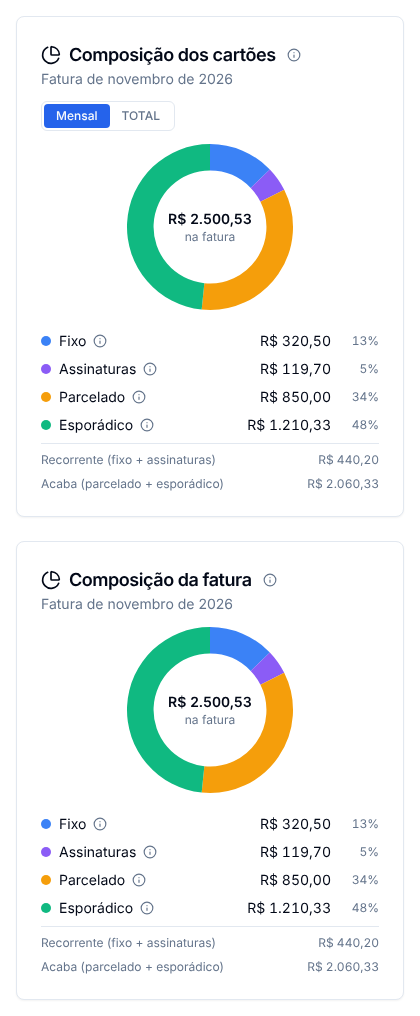 Composição dos cartões
Fatura de novembro de 2026
Mensal TOTAL
R$ 2.500,53
na fatura
Fixo R$ 320,50 13%
Assinaturas R$ 119,70 5%
Parcelado R$ 850,00 34%
Esporádico R$ 1.210,33 48%
Recorrente (fixo + assinaturas) R$ 440,20
Acaba (parcelado + esporádico) R$ 2.060,33
Composição da fatura
Fatura de novembro de 2026
R$ 2.500,53
na fatura
Fixo R$ 320,50 13%
Assinaturas R$ 119,70 5%
Parcelado R$ 850,00 34%
Esporádico R$ 1.210,33 48%
Recorrente (fixo + assinaturas) R$ 440,20
Acaba (parcelado + esporádico) R$ 2.060,33